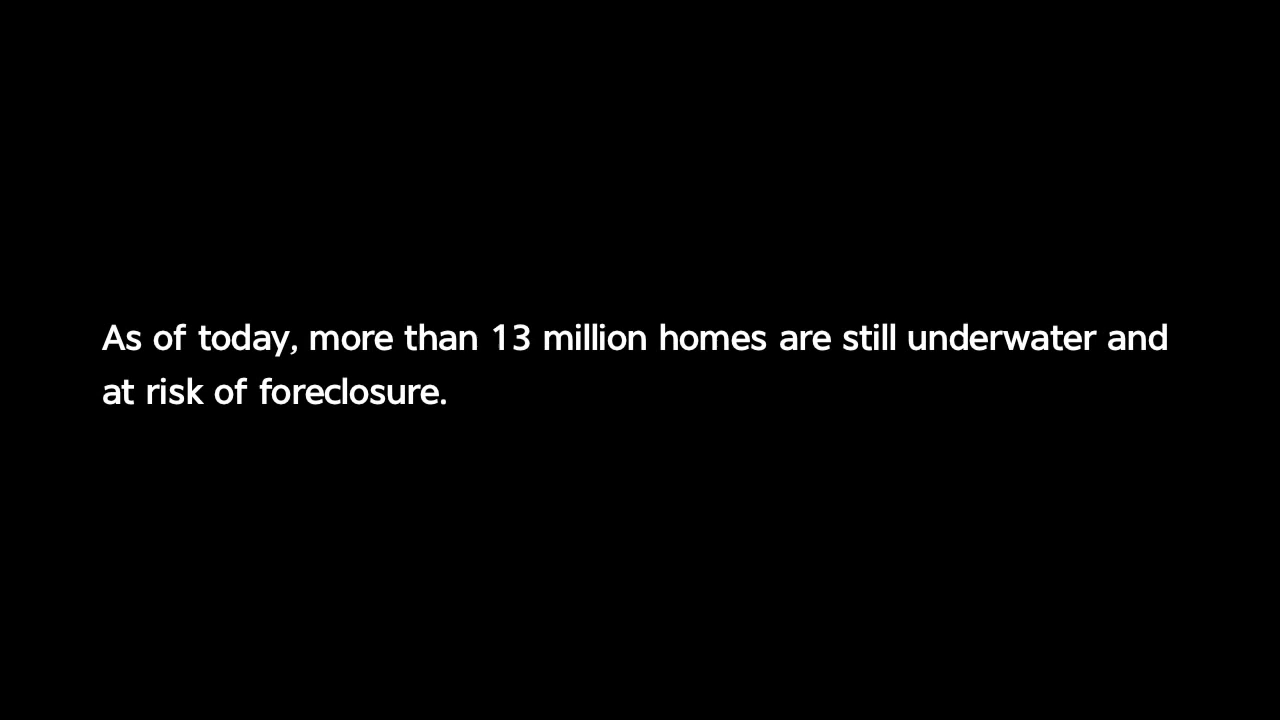 As of today, more than 13 million homes are still underwater and
at risk of foreclosure.